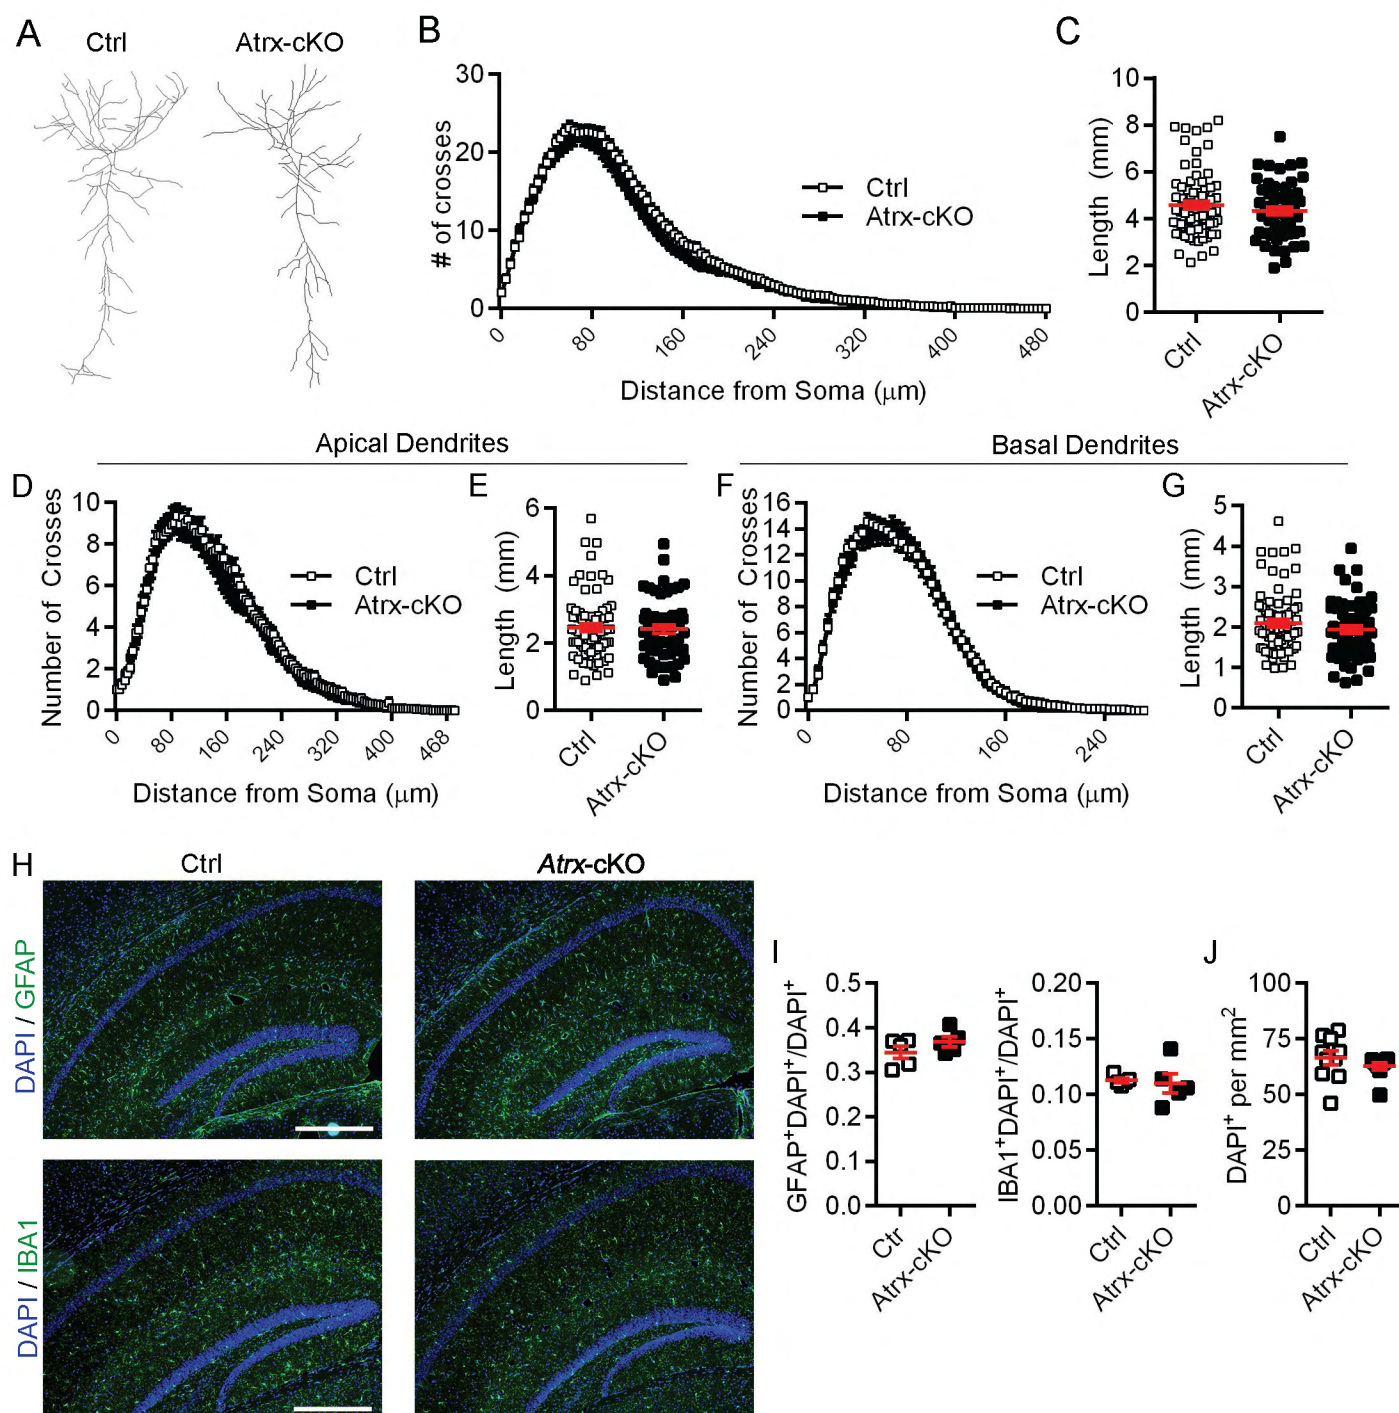 A
Ctrl
Atrx-cKO
B
30
20
10
0
# of crosses
0
80
160
240
320
400
480
Distance from Soma (μm)
Ctrl
Atrx-cKO
C
10
8
6
4
2
0
Length (mm)
Ctrl
Atrx-cKO
Apical Dendrites
Basal Dendrites
D
10
8
6
4
2
0
Number of Crosses
0
80
160
240
320
400
468
Distance from Soma (μm)
Ctrl
Atrx-cKO
E
6
4
2
0
Length (mm)
Ctrl
Atrx-cKO
F
16
14
12
10
8
6
4
2
0
Number of Crosses
0
80
160
240
Distance from Soma (μm)
Ctrl
Atrx-cKO
G
5
4
3
2
1
0
Length (mm)
Ctrl
Atrx-cKO
H
Ctrl
Atrx-cKO
DAPI / GFAP
DAPI / IBA1
I
0.5
0.4
0.3
0.2
0.1
0.0
GFAP⁺DAPI⁺/DAPI⁺
Ctr
Atrx-cKO
0.20
0.15
0.10
0.05
0.00
IBA1⁺DAPI⁺/DAPI⁺
Ctrl
Atrx-cKO
J
100
75
50
25
0
DAPI⁺ per mm²
Ctrl
Atrx-cKO